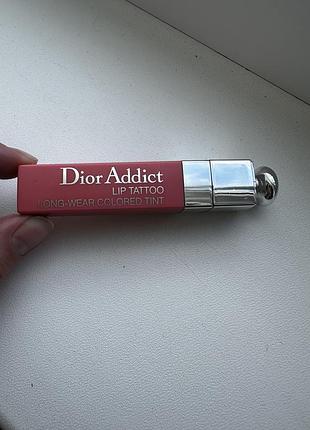 Dior Addict
LIP TATTOO
LONG-WEAR COLORED TINT